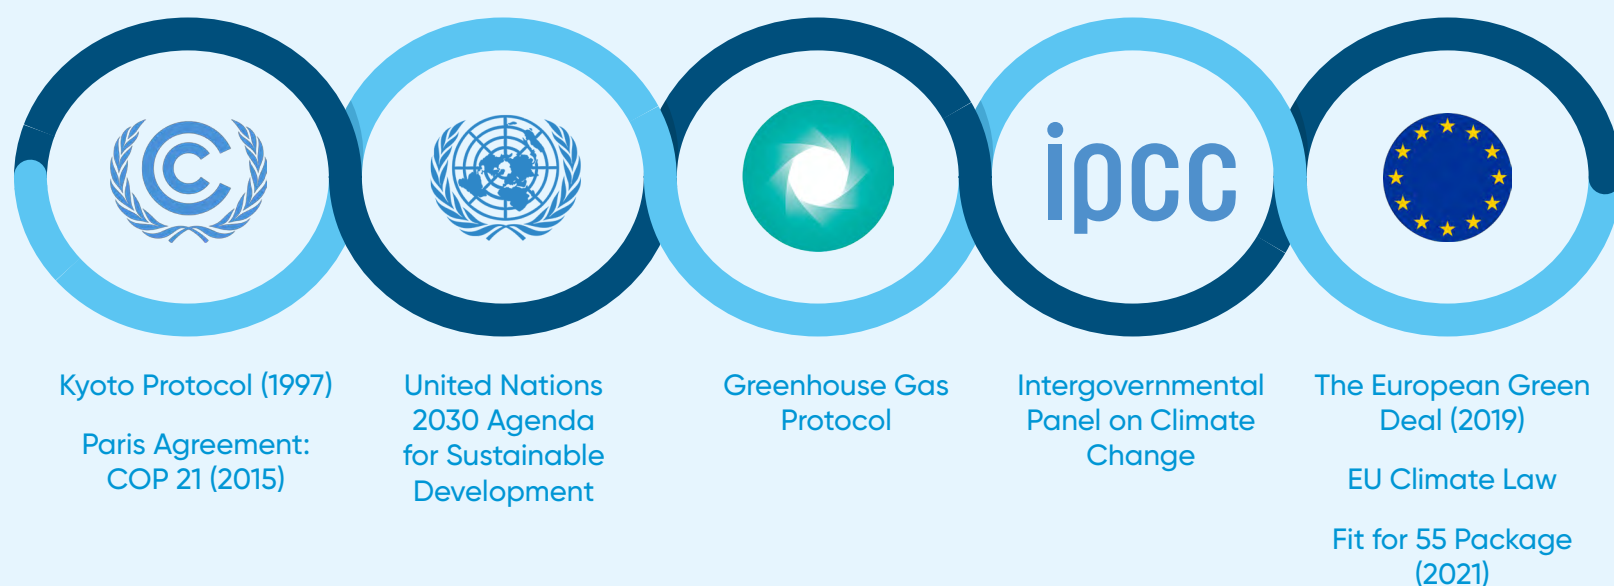 ipcc
Kyoto Protocol (1997)
Paris Agreement:
COP 21 (2015)
United Nations
2030 Agenda
for Sustainable
Development
Greenhouse Gas
Protocol
Intergovernmental
Panel on Climate
Change
The European Green
Deal (2019)
EU Climate Law
Fit for 55 Package
(2021)